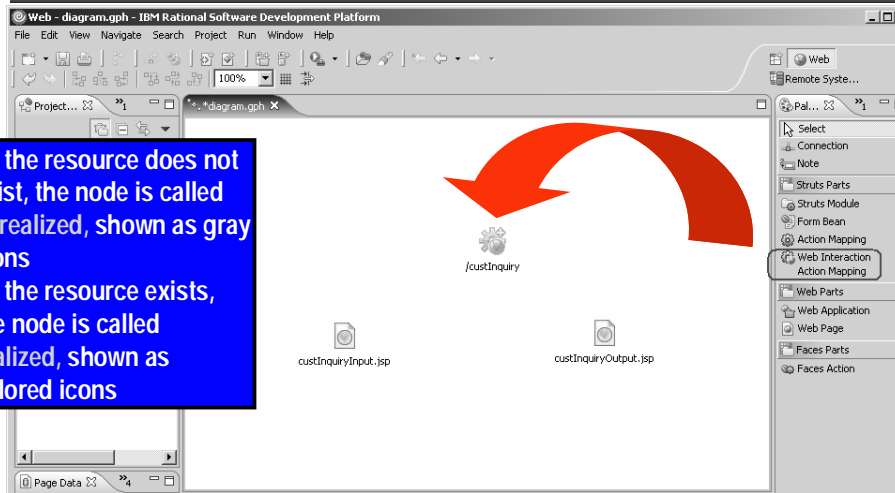 Web - diagram.gph - IBM Rational Software Development Platform
File Edit View Navigate Search Project Run Window Help
100%
Web
Remote Syste...
Project...
»1
*diagram.gph
Pal...
»1
Select
Connection
Note
Struts Parts
Struts Module
Form Bean
Action Mapping
Web Interaction
Action Mapping
Web Parts
Web Application
Web Page
Faces Parts
Faces Action
the resource does not
ist, the node is called
realized, shown as gray
ons
the resource exists,
e node is called
alized, shown as
lored icons
/custInquiry
custInquiryInput.jsp
custInquiryOutput.jsp
Page Data
»4